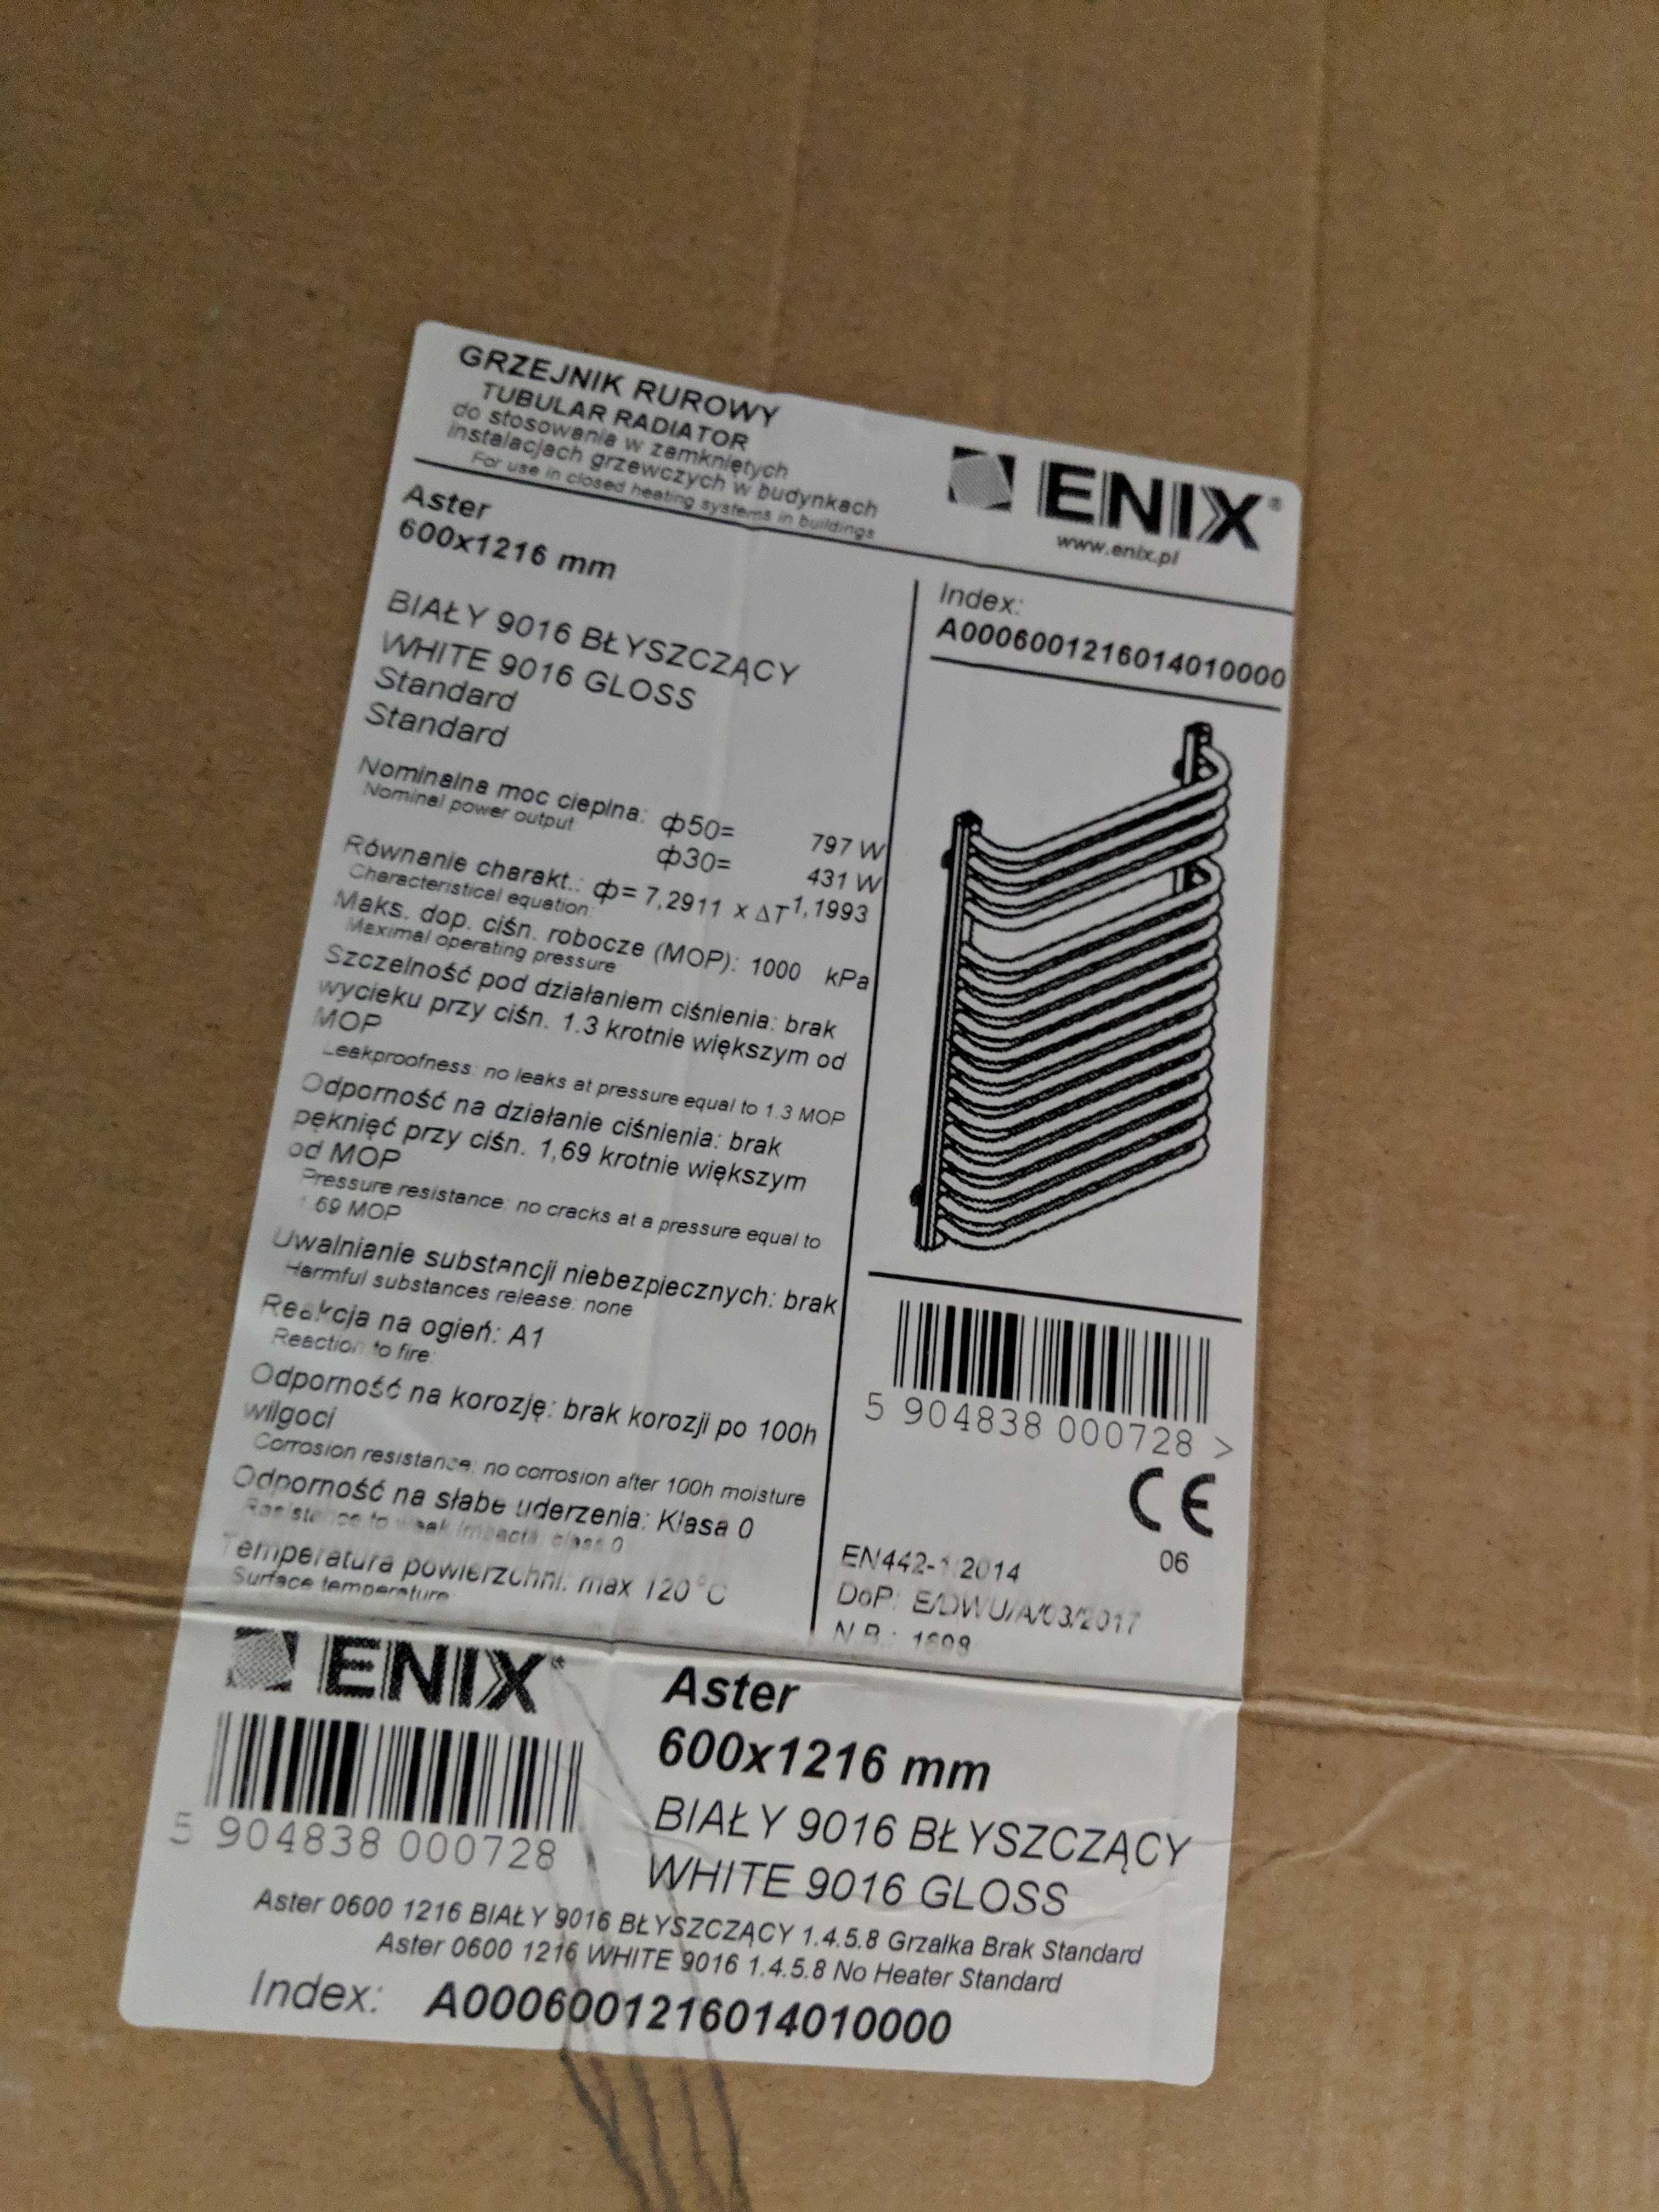 GRZEJNIK RUROWY
TUBULAR RADIATOR
do stosowania w zamkniętych
instalacjach grzewczych w budynkach
For use in closed heating systems in buildings
ENIX®
www.enix.pl
Aster
600x1216 mm
BIAŁY 9016 BŁYSZCZĄCY
WHITE 9016 GLOSS
Standard
Standard
Nominalna moc cieplna: ф50= 797 W
Nominal power output: ф30= 431 W
Równanie charakt.: ф= 7,2911 x ΔT1,1993
Characteristical equation:
Maks. dop. ciśn. robocze (MOP): 1000 kPa
Maximal operating pressure
Szczelność pod działaniem ciśnienia: brak
wycieku przy ciśn. 1.3 krotnie większym od
MOP
Leakproofness: no leaks at pressure equal to 1.3 MOP
Odporność na działanie ciśnienia: brak
pęknięć przy ciśn. 1,69 krotnie większym
od MOP
Pressure resistance: no cracks at a pressure equal to
1.69 MOP
Uwalnianie substancji niebezpiecznych: brak
Harmful substances release: none
Reakcja na ogień: A1
Reaction to fire:
Odporność na korozję: brak korozji po 100h
wilgoci
Corrosion resistance: no corrosion after 100h moisture
Odporność na słabe uderzenia: Klasa 0
Resistance to weak impacts: class 0
Temperatura powierzchni: max 120°C
Surface temperature
Index:
A0006001216014010000
5 904838 000728 >
CE
06
EN442-1:2014
DoP: E/DWU/A/03/2017
N.B.: 1698
ENIX®
5 904838 000728
Aster
600x1216 mm
BIAŁY 9016 BŁYSZCZĄCY
WHITE 9016 GLOSS
Aster 0600 1216 BIAŁY 9016 BŁYSZCZĄCY 1.4.5.8 Grzałka Brak Standard
Aster 0600 1216 WHITE 9016 1.4.5.8 No Heater Standard
Index: A0006001216014010000